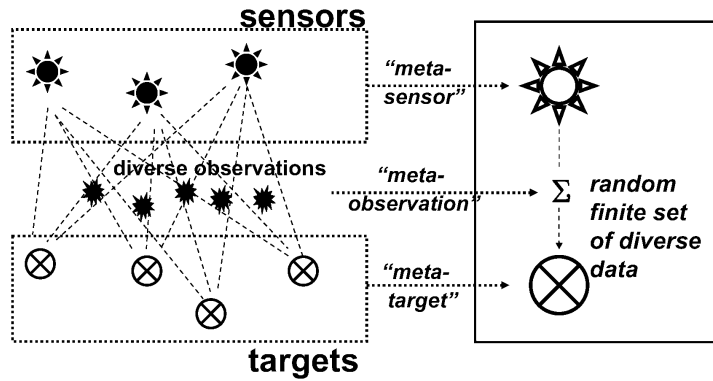 sensors
“meta-
sensor”
diverse observations
“meta-
observation”
Σ
random
finite set
of diverse
data
“meta-
target”
targets